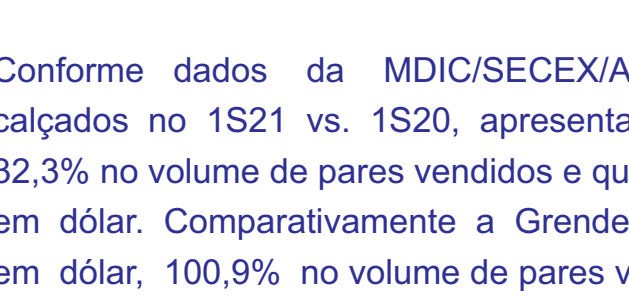 Conforme dados da MDIC/SECEX/A
calçados no 1S21 vs. 1S20, apresenta
32,3% no volume de pares vendidos e qu
em dólar. Comparativamente a Grende
em dólar, 100,9% no volume de pares v